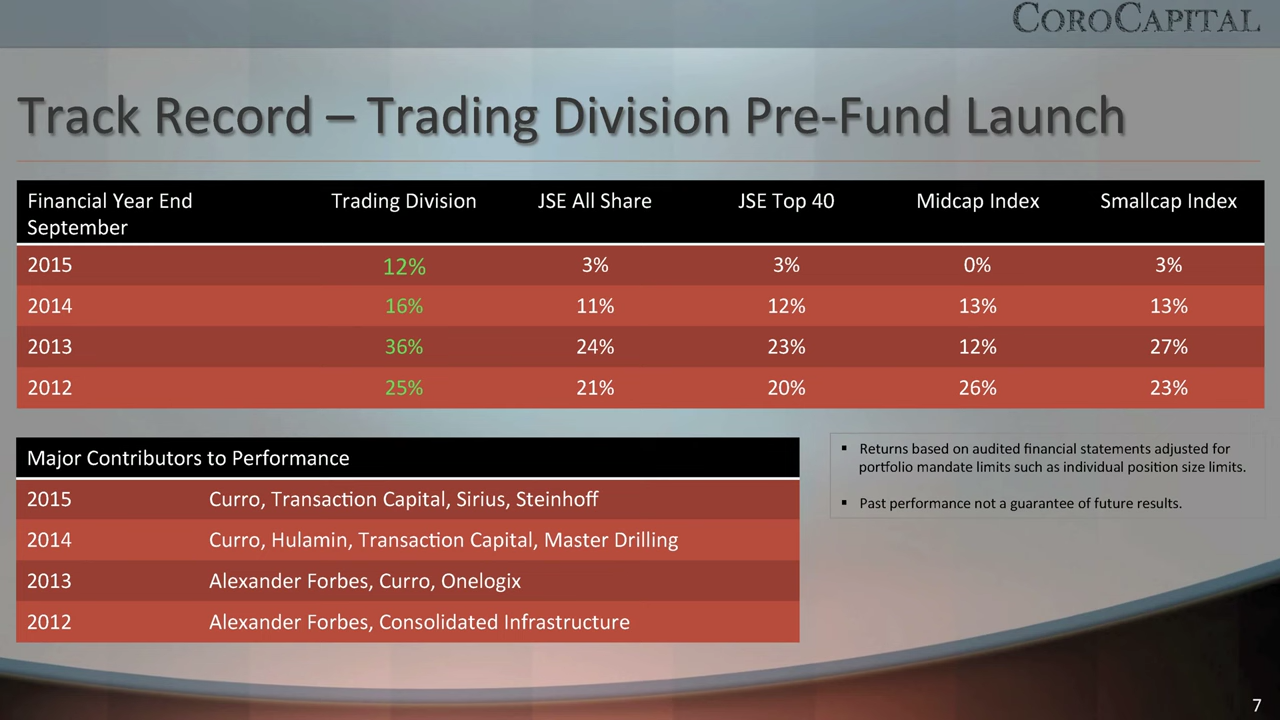 COROCAPITAL
Track Record – Trading Division Pre-Fund Launch
Financial Year End September Trading Division JSE All Share JSE Top 40 Midcap Index Smallcap Index
2015 12% 3% 3% 0% 3%
2014 16% 11% 12% 13% 13%
2013 36% 24% 23% 12% 27%
2012 25% 21% 20% 26% 23%
Major Contributors to Performance
2015 Curro, Transaction Capital, Sirius, Steinhoff
2014 Curro, Hulamin, Transaction Capital, Master Drilling
2013 Alexander Forbes, Curro, Onelogix
2012 Alexander Forbes, Consolidated Infrastructure
▪ Returns based on audited financial statements adjusted for
portfolio mandate limits such as individual position size limits.
▪ Past performance not a guarantee of future results.
7